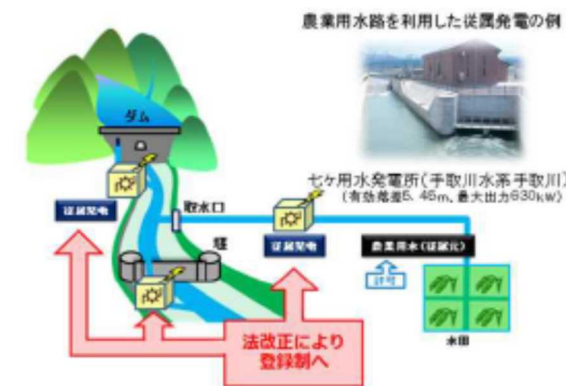 農業用水路を利用した従属発電の例
ダム
七ヶ用水発電所(手取川水系手取川)
(有効落差5.45m、最大出力630kW)
従属発電
取水口
堰
従属発電
農業用水(従属元)
許可
水田
法改正により
登録制へ